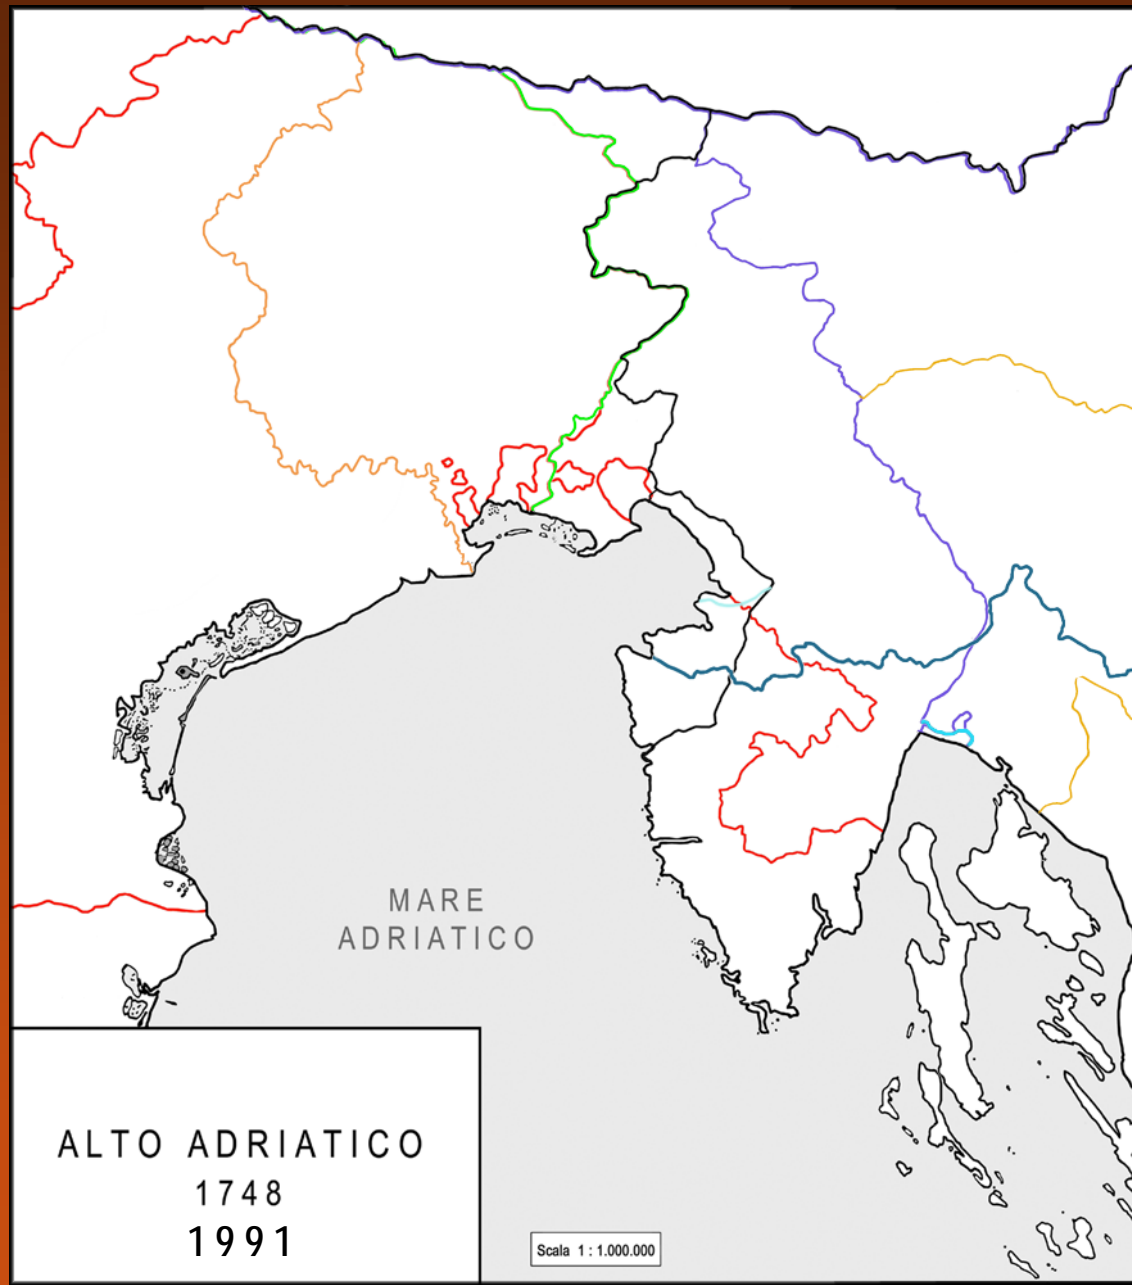 MARE
ADRIATICO
ALTO ADRIATICO
1748
1991
Scala 1 : 1.000.000